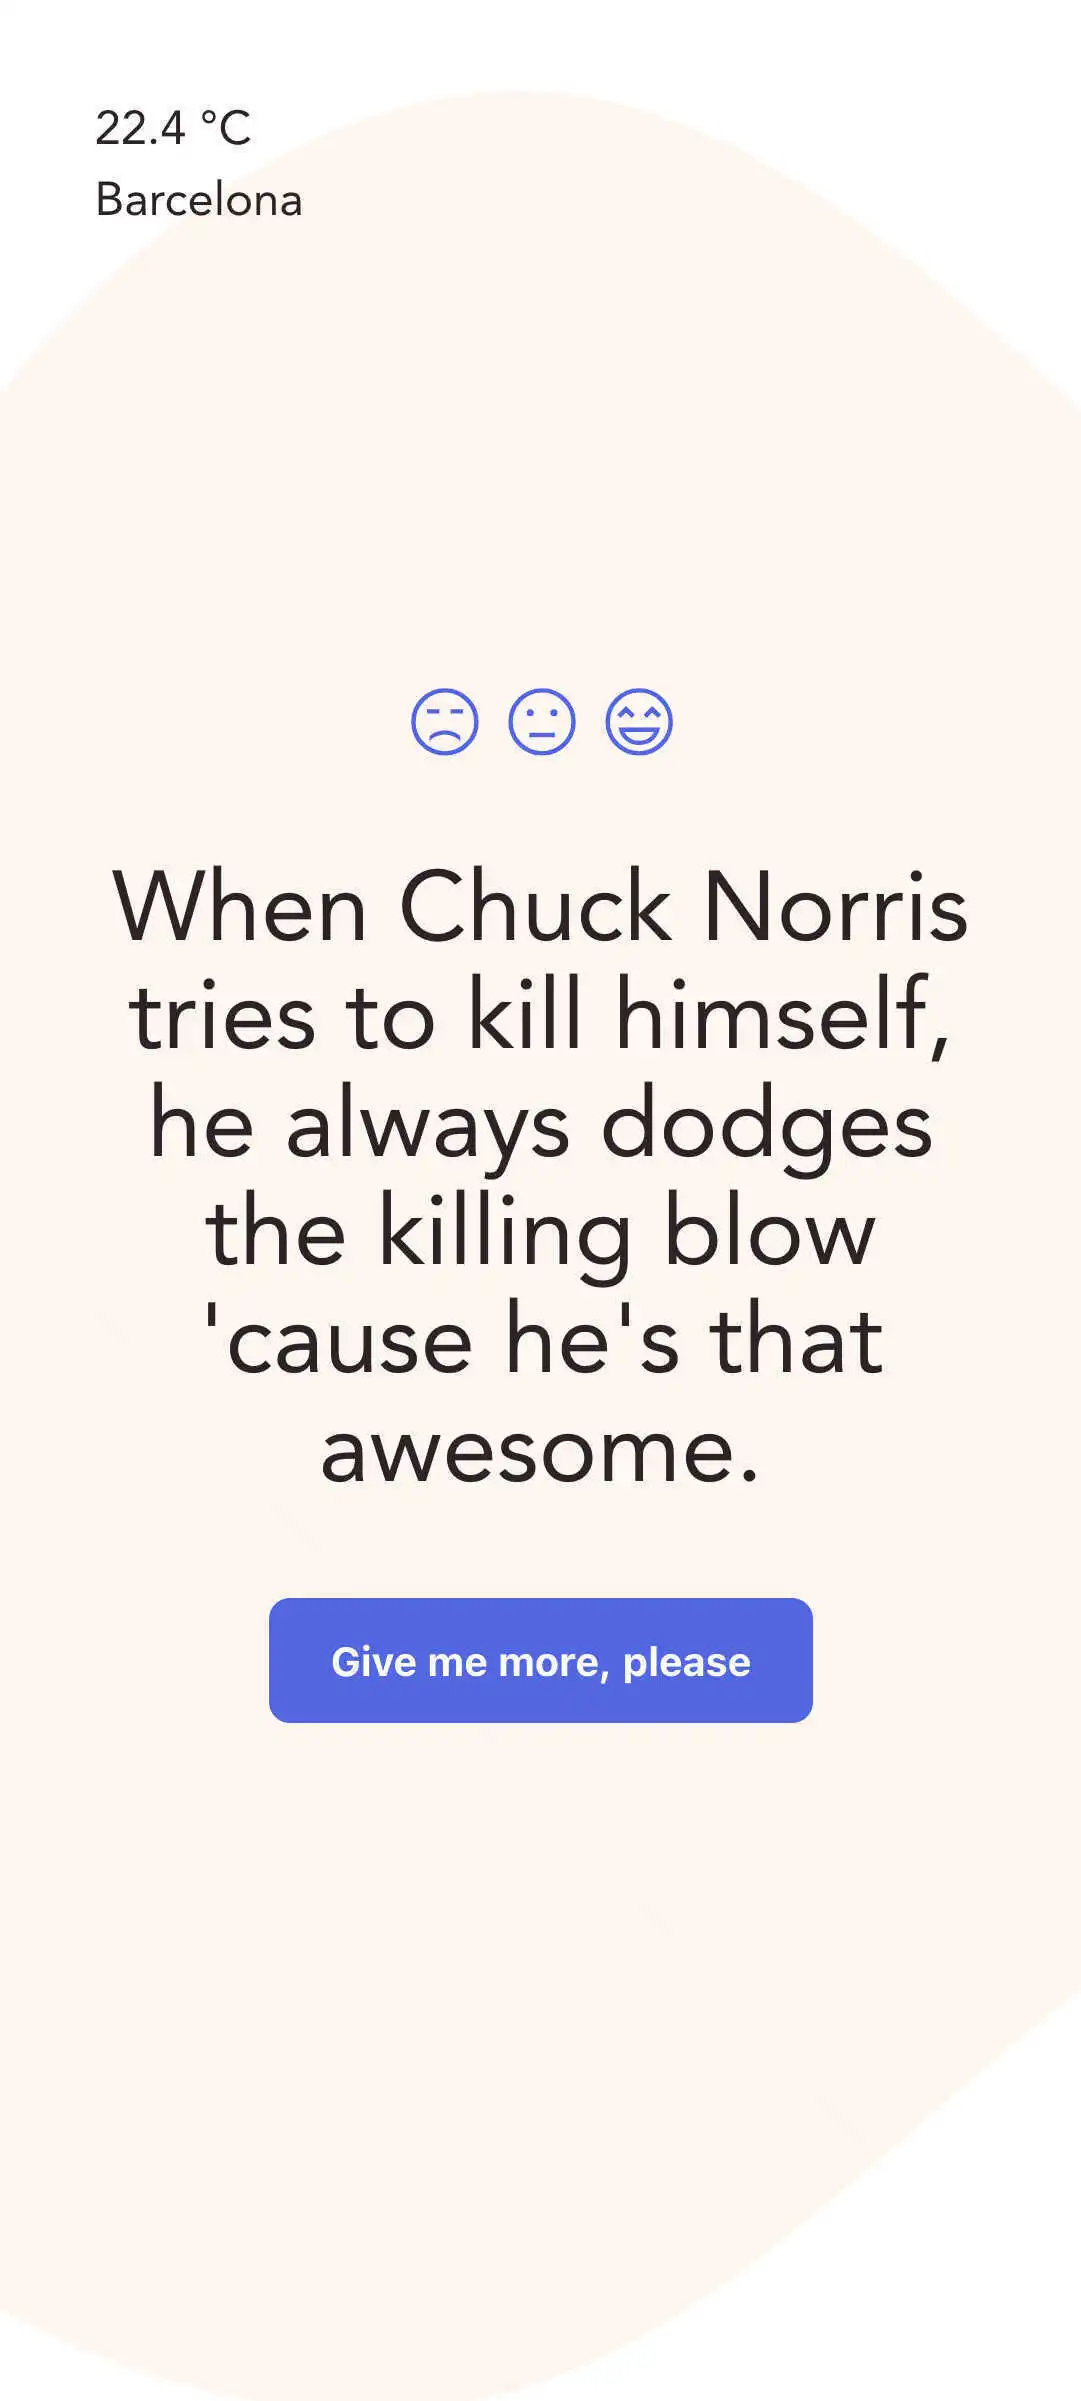 22.4 °C
Barcelona
When Chuck Norris
tries to kill himself,
he always dodges
the killing blow
'cause he's that
awesome.
Give me more, please